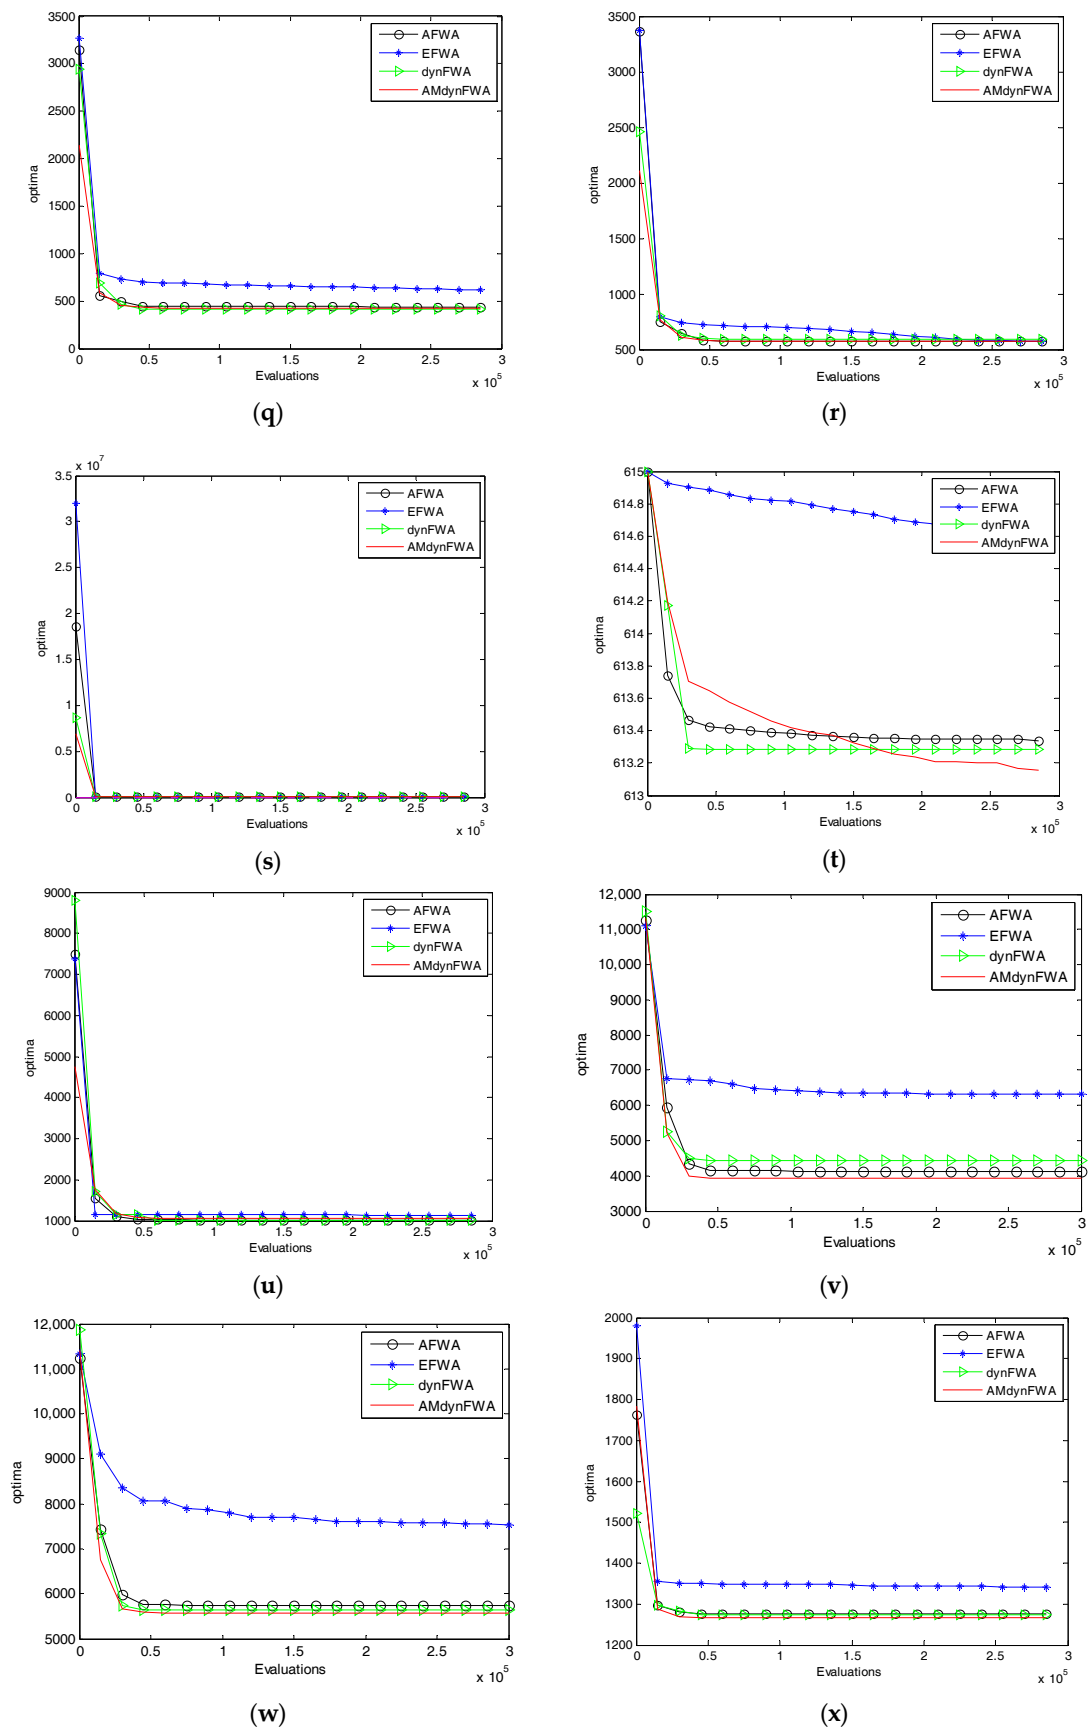 3500
3000
2500
2000
1500
1000
500
0
optima
AFWA
EFWA
dynFWA
AMdynFWA
0 0.5 1 1.5 2 2.5 3
Evaluations
x 10^5
(q)
3500
3000
2500
2000
1500
1000
500
optima
AFWA
EFWA
dynFWA
AMdynFWA
0 0.5 1 1.5 2 2.5 3
Evaluations
x 10^5
(r)
x 10^7
3.5
3
2.5
2
1.5
1
0.5
0
optima
AFWA
EFWA
dynFWA
AMdynFWA
0 0.5 1 1.5 2 2.5 3
Evaluations
x 10^5
(s)
615
614.8
614.6
614.4
614.2
614
613.8
613.6
613.4
613.2
613
optima
AFWA
EFWA
dynFWA
AMdynFWA
0 0.5 1 1.5 2 2.5 3
Evaluations
x 10^5
(t)
9000
8000
7000
6000
5000
4000
3000
2000
1000
optima
AFWA
EFWA
dynFWA
AMdynFWA
0 0.5 1 1.5 2 2.5 3
Evaluations
x 10^5
(u)
12,000
11,000
10,000
9000
8000
7000
6000
5000
4000
3000
optima
AFWA
EFWA
dynFWA
AMdynFWA
0 0.5 1 1.5 2 2.5 3
Evaluations
x 10^5
(v)
12,000
11,000
10,000
9000
8000
7000
6000
5000
optima
AFWA
EFWA
dynFWA
AMdynFWA
0 0.5 1 1.5 2 2.5 3
Evaluations
x 10^5
(w)
2000
1900
1800
1700
1600
1500
1400
1300
1200
optima
AFWA
EFWA
dynFWA
AMdynFWA
0 0.5 1 1.5 2 2.5 3
Evaluations
x 10^5
(x)